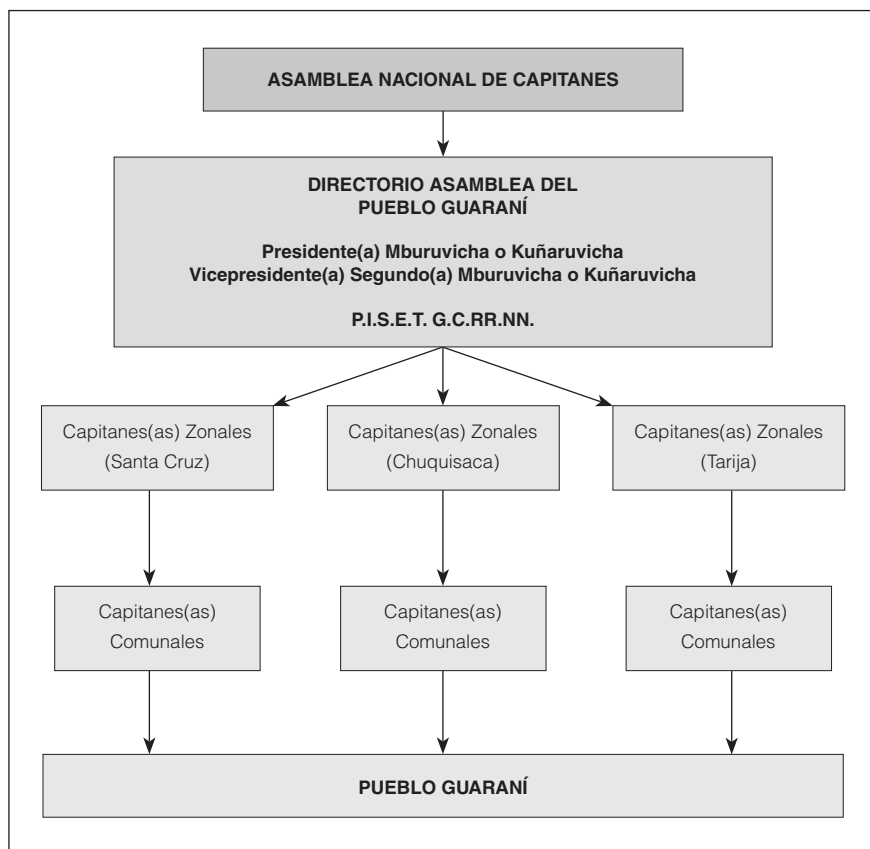 ASAMBLEA NACIONAL DE CAPITANES
DIRECTORIO ASAMBLEA DEL
PUEBLO GUARANÍ
Presidente(a) Mburuvicha o Kuñaruvicha
Vicepresidente(a) Segundo(a) Mburuvicha o Kuñaruvicha
P.I.S.E.T. G.C.RR.NN.
Capitanes(as) Zonales
(Santa Cruz)
Capitanes(as) Zonales
(Chuquisaca)
Capitanes(as) Zonales
(Tarija)
Capitanes(as)
Comunales
Capitanes(as)
Comunales
Capitanes(as)
Comunales
PUEBLO GUARANÍ